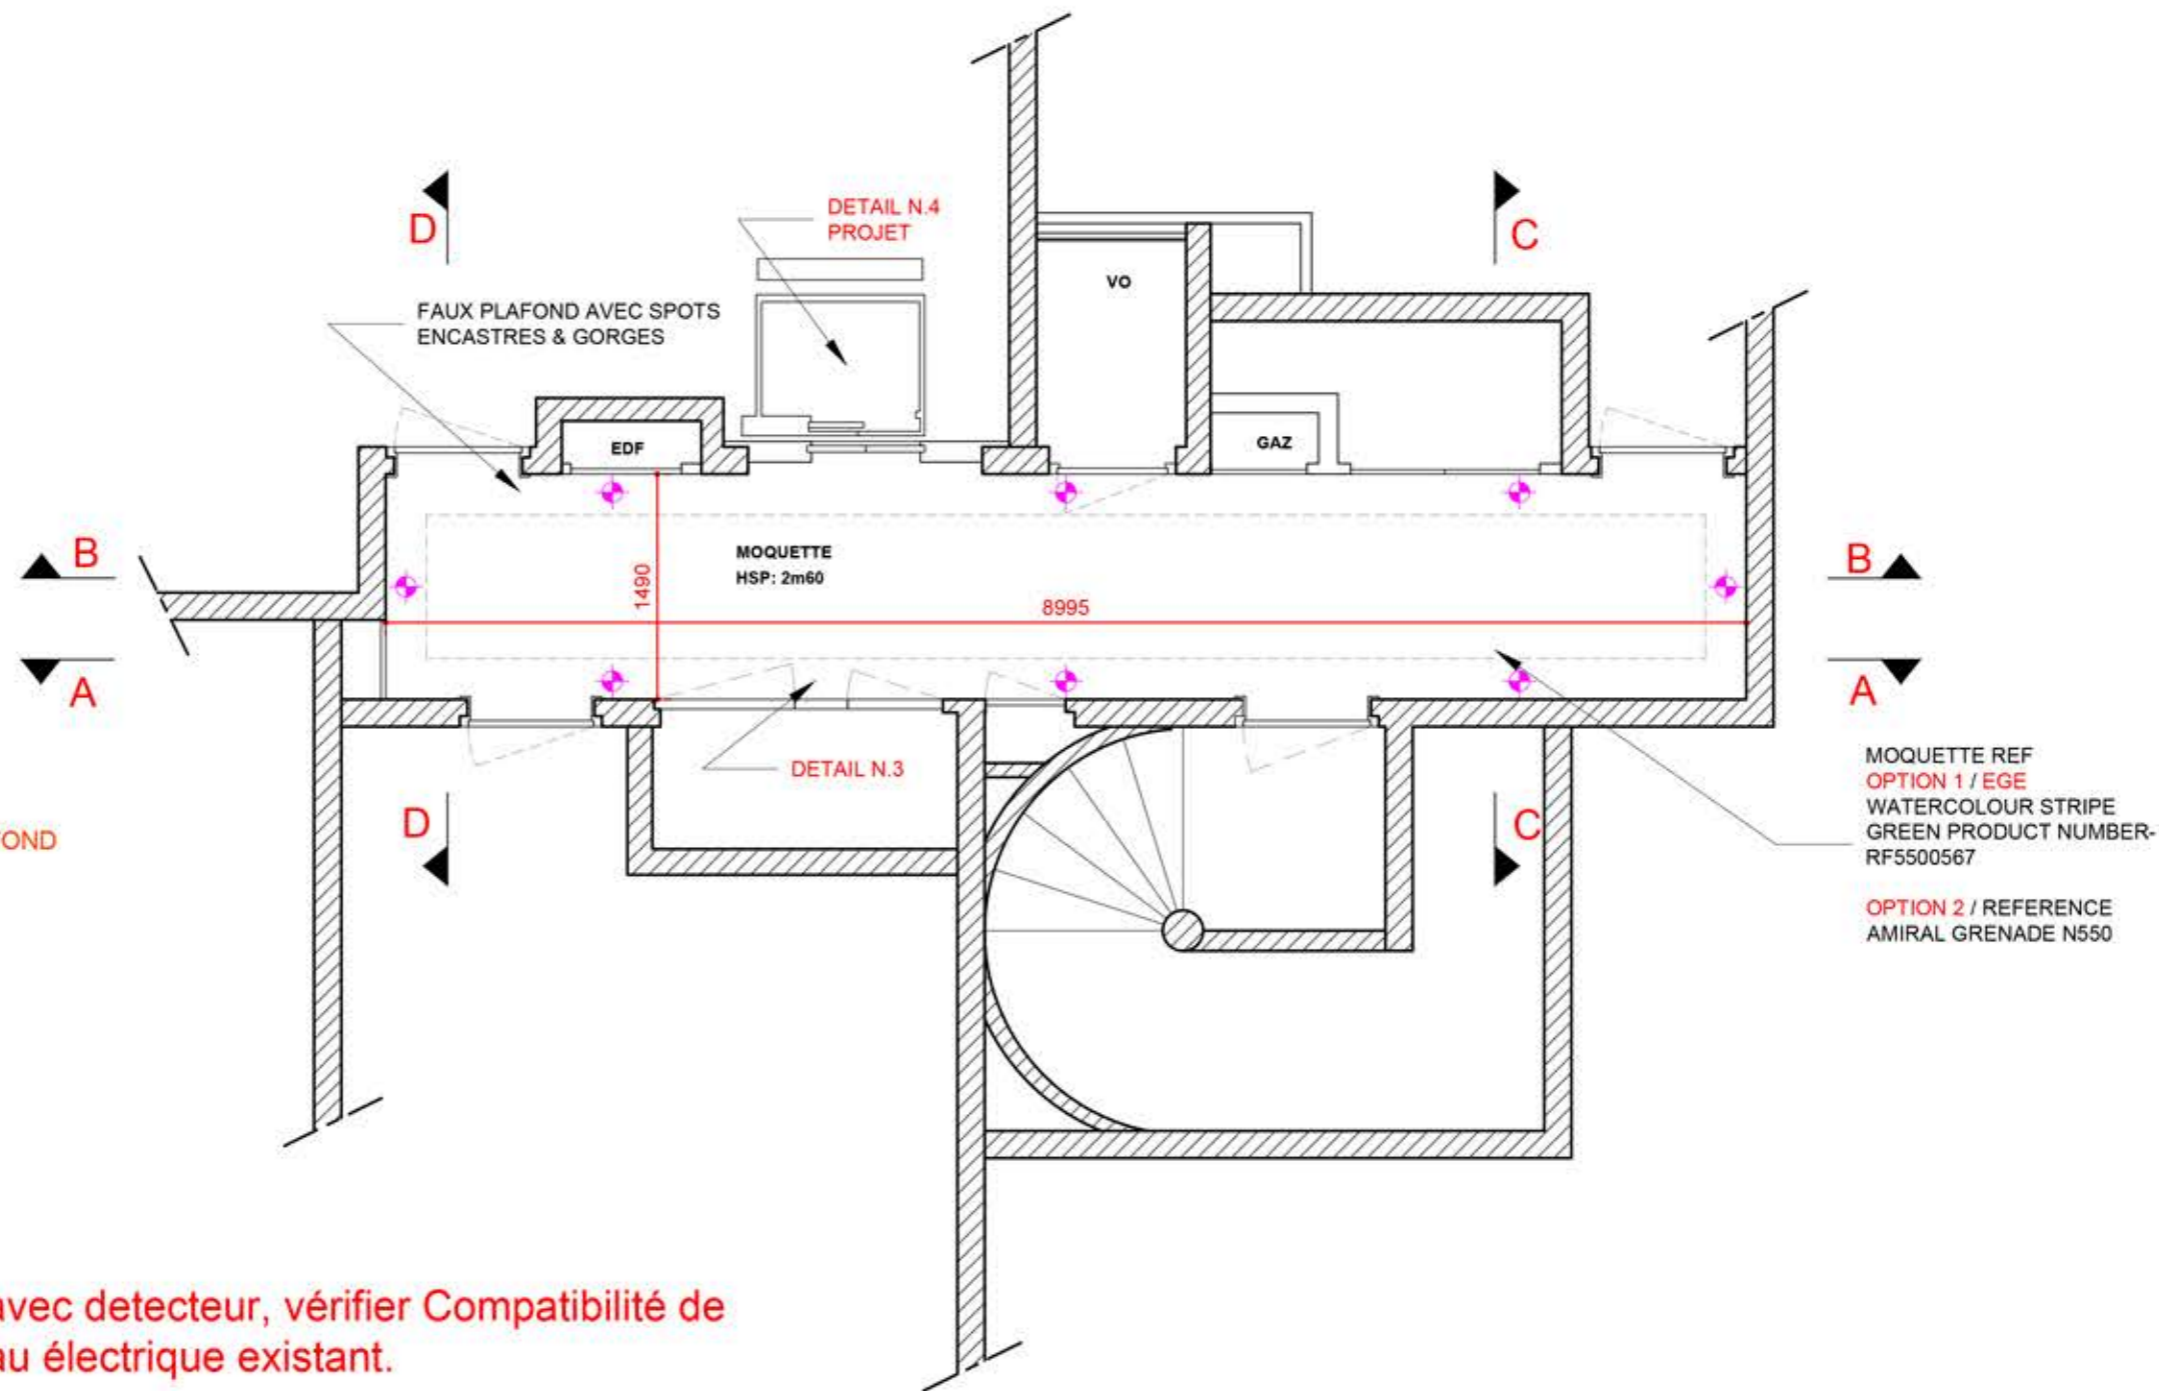 D
DETAIL N.4
PROJET
C
FAUX PLAFOND AVEC SPOTS
ENCASTRES & GORGES
VO
EDF
GAZ
B
MOQUETTE
HSP: 2m60
1490
8995
B
A
A
DETAIL N.3
D
C
OND
MOQUETTE REF
OPTION 1 / EGE
WATERCOLOUR STRIPE
GREEN PRODUCT NUMBER-
RF5500567
OPTION 2 / REFERENCE
AMIRAL GRENADE N550
avec detecteur, vérifier Compatibilité de
au électrique existant.